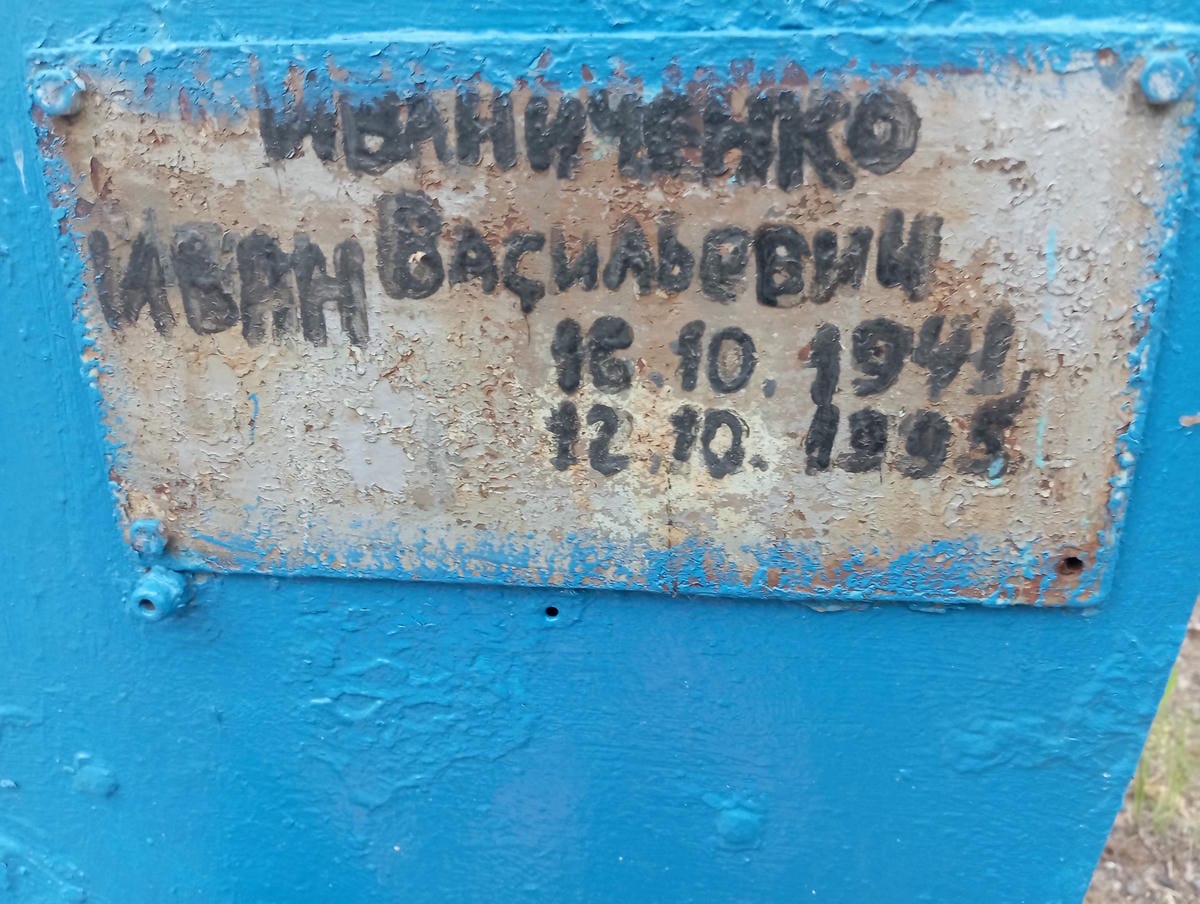 Иваниченко
Иван Васильевич
16.10.1941
12.10.1995